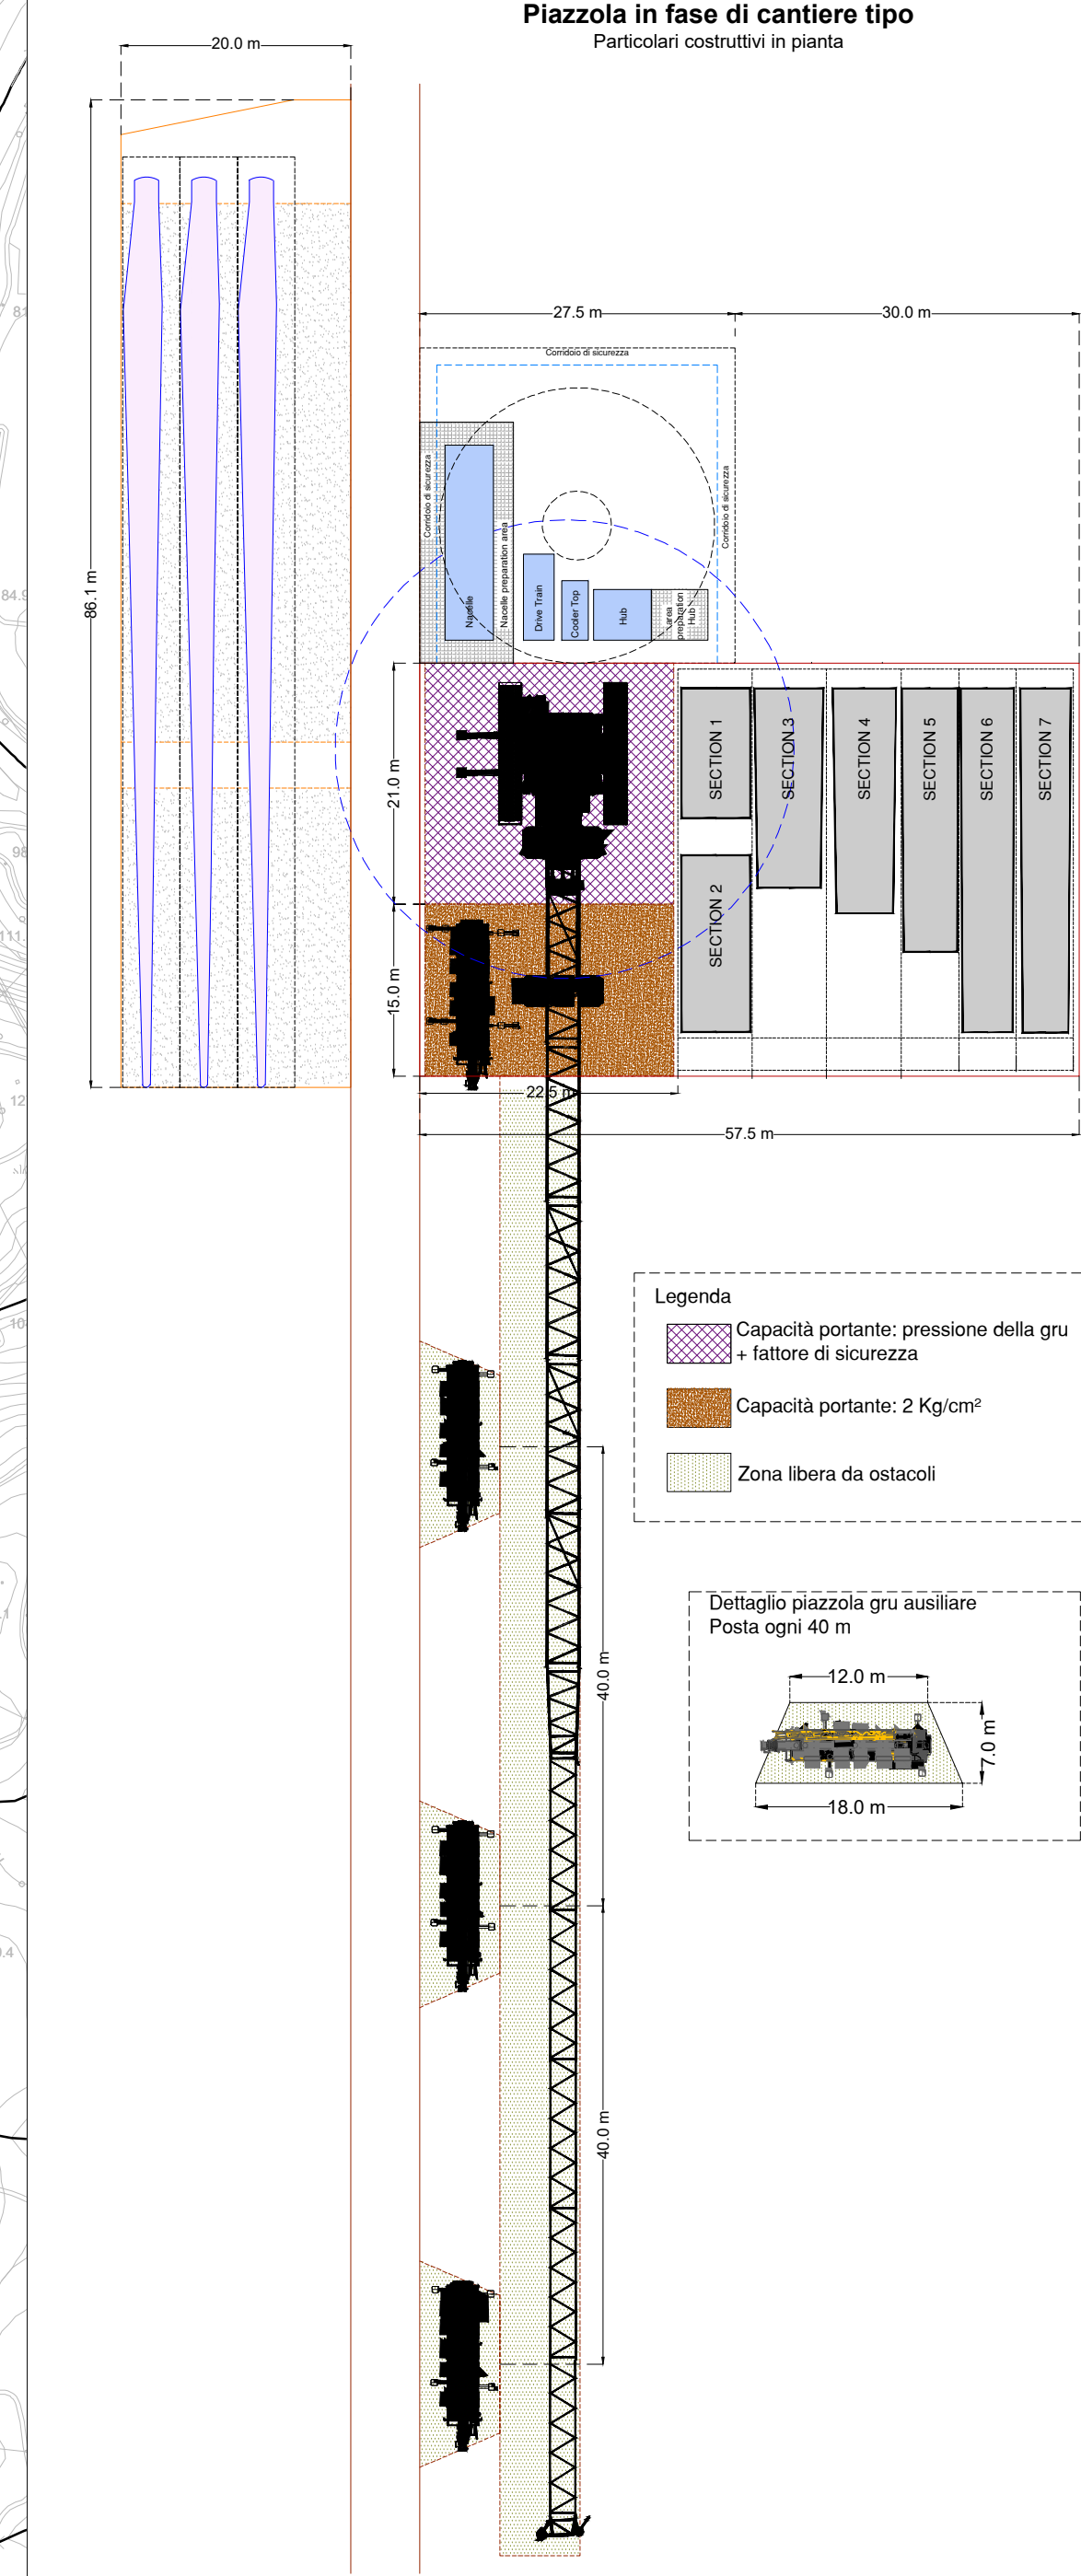 Piazzola in fase di cantiere tipo
Particolari costruttivi in pianta
20.0 m
27.5 m
30.0 m
Corridoio di sicurezza
Corridoio di sicurezza
Nacelle
Nacelle preparation area
Drive Train
Cooler Top
Hub
area
preparation
Hub
Corridoio di sicurezza
86.1 m
21.0 m
15.0 m
SECTION 1
SECTION 2
SECTION 3
SECTION 4
SECTION 5
SECTION 6
SECTION 7
22.5 m
57.5 m
Legenda
Capacità portante: pressione della gru
+ fattore di sicurezza
Capacità portante: 2 Kg/cm²
Zona libera da ostacoli
40.0 m
40.0 m
Dettaglio piazzola gru ausiliare
Posta ogni 40 m
12.0 m
7.0 m
18.0 m